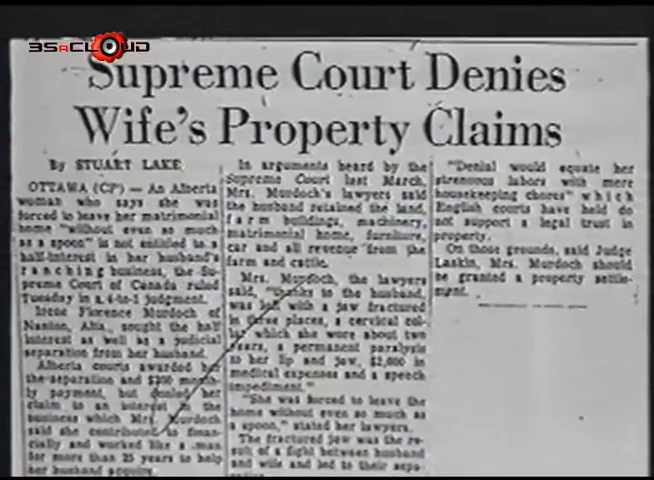 3SaCLOUD
Supreme Court Denies
Wife's Property Claims
By STUART LAKE
OTTAWA (CP) — An Alberta
woman who says she was
forced to leave her matrimonial
home "without even so much
as a spoon" is not entitled to a
half-interest in her husband's
ranching business, the Su-
preme Court of Canada ruled
Tuesday in a 4-to-1 judgment.
Irene Florence Murdoch of
Nanton, Alta., sought the half
interest as well as a judicial
separation from her husband.
Alberta courts awarded her
the separation and $200 month-
ly payment, but denied her
claim to an interest in the
business which Mrs. Murdoch
said she contributed to finan-
cially and worked like a man
for more than 25 years to help
her husband acquire.
In arguments heard by the
Supreme Court last March,
Mrs. Murdoch's lawyers said
the husband retained the land,
farm buildings, machinery,
matrimonial home, furniture,
car and all revenue from the
farm and cattle.
Mrs. Murdoch, the lawyers
said, "thanks to the husband,
was left with a jaw fractured
in three places, a cervical col-
lar which she wore about two
years, a permanent paralysis
to her lip and jaw, $2,000 in
medical expenses and a speech
impediment."
"She was forced to leave the
home without even so much as
a spoon," stated her lawyers.
The fractured jaw was the re-
sult of a fight between husband
and wife and led to their sepa-
"Denial would equate her
strenuous labors with mere
housekeeping chores" which
English courts have held do
not support a legal trust in
property.
On those grounds, said Judge
Laskin, Mrs. Murdoch should
be granted a property settle-
ment.